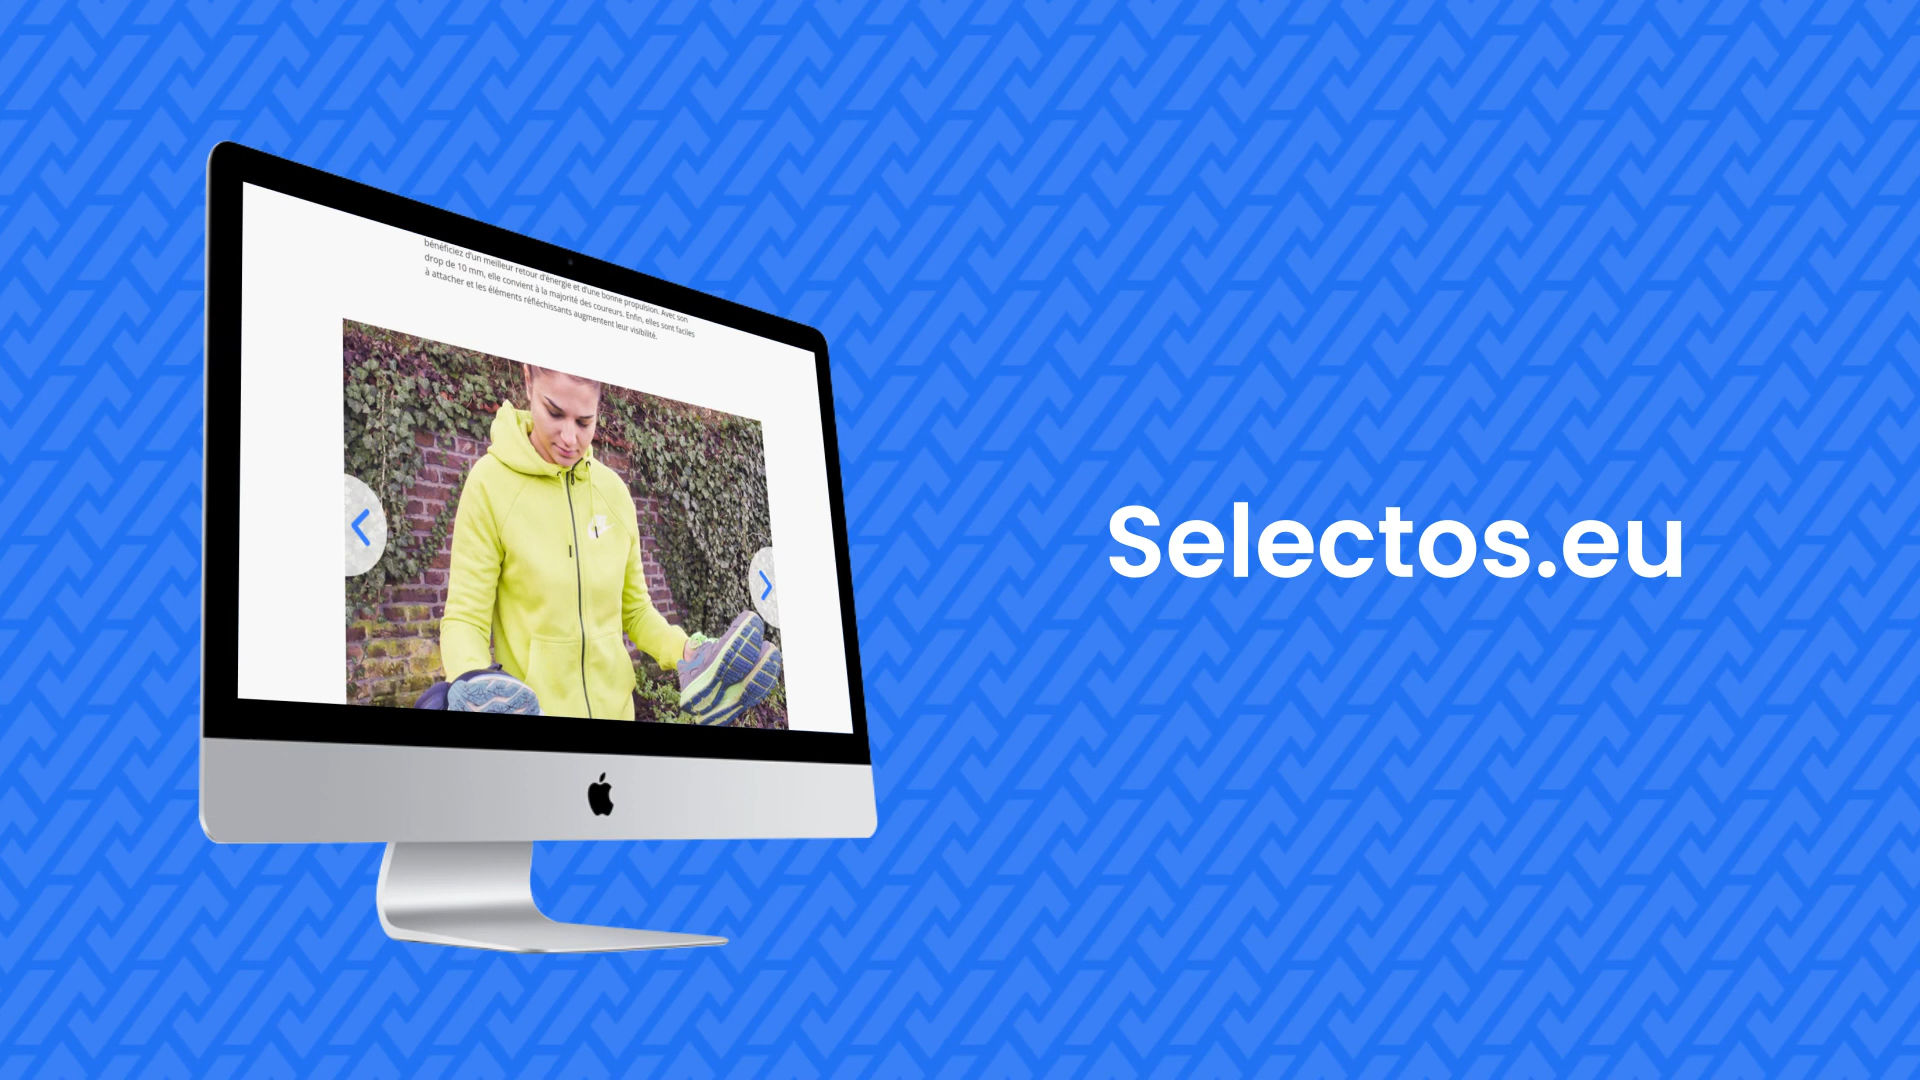 bénéficiez d'un meilleur retour d'énergie et d'une bonne propulsion. Avec son
drop de 10 mm, elle convient à la majorité des coureurs. Enfin, elles sont faciles
à attacher et les éléments réfléchissants augmentent leur visibilité.
Selectos.eu